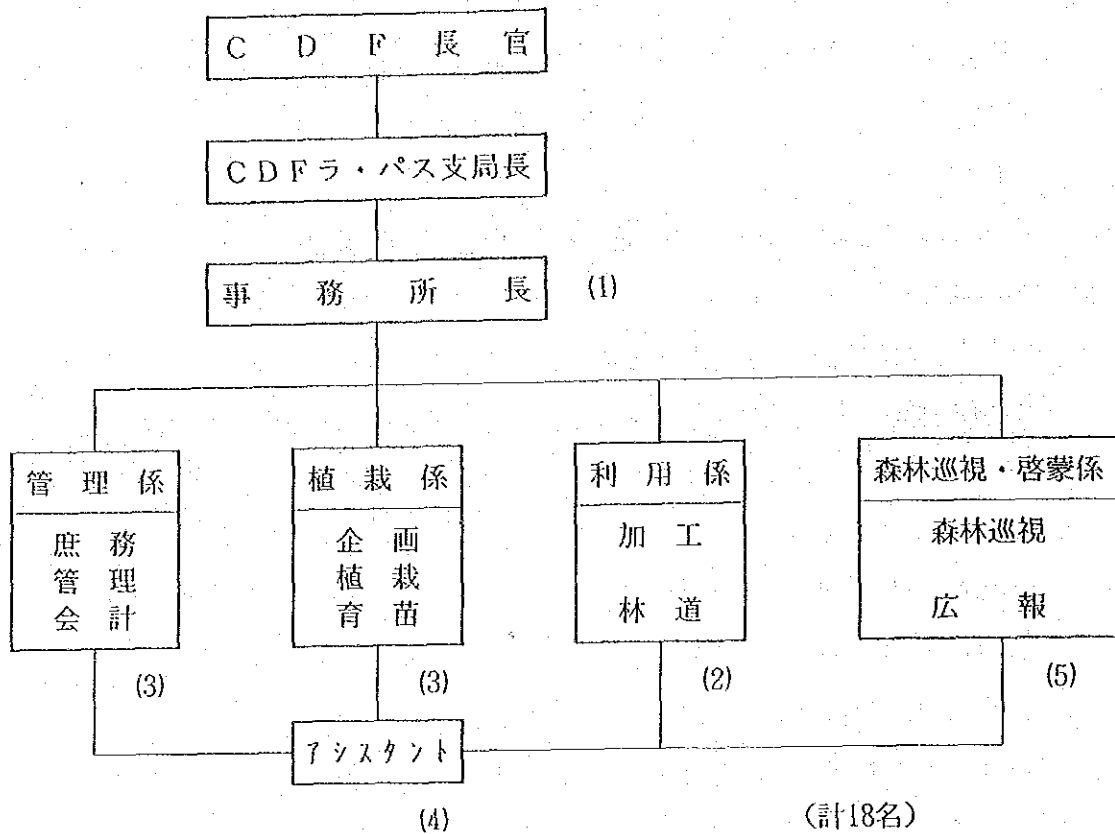 CDF長官
CDFラ・パス支局長
事務所長 (1)
管理係
庶務
管理
会計
(3)
植栽係
企画
植栽
育苗
(3)
利用係
加工
林道
(2)
森林巡視・啓蒙係
森林巡視
広報
(5)
アシスタント
(4)
(計18名)